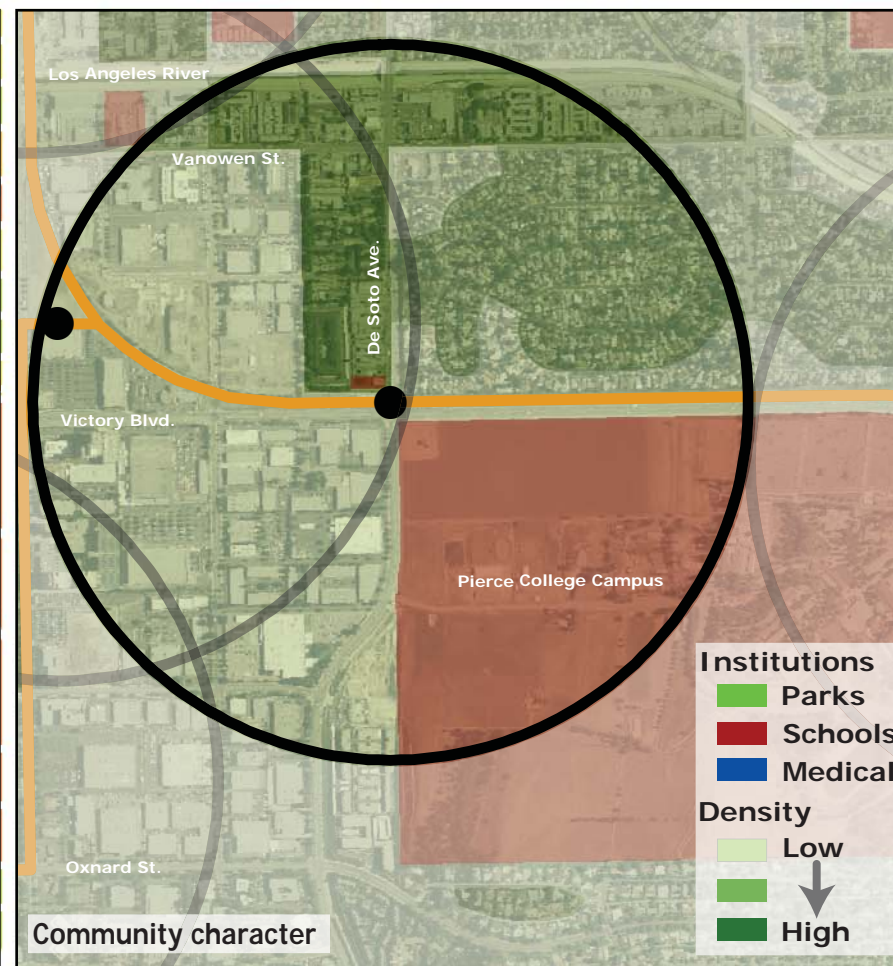 Los Angeles River
Vanowen St.
De Soto Ave.
Victory Blvd.
Pierce College Campus
Oxnard St.
Institutions
Parks
Schools
Medical
Density
Low
High
Community character